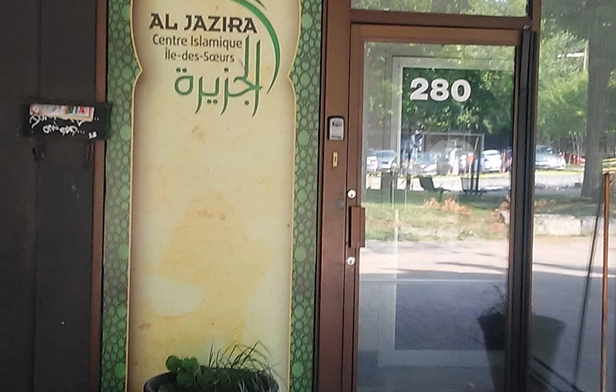 AL JAZIRA
Centre Islamique
Île-des-Sœurs
الجزيرة
280